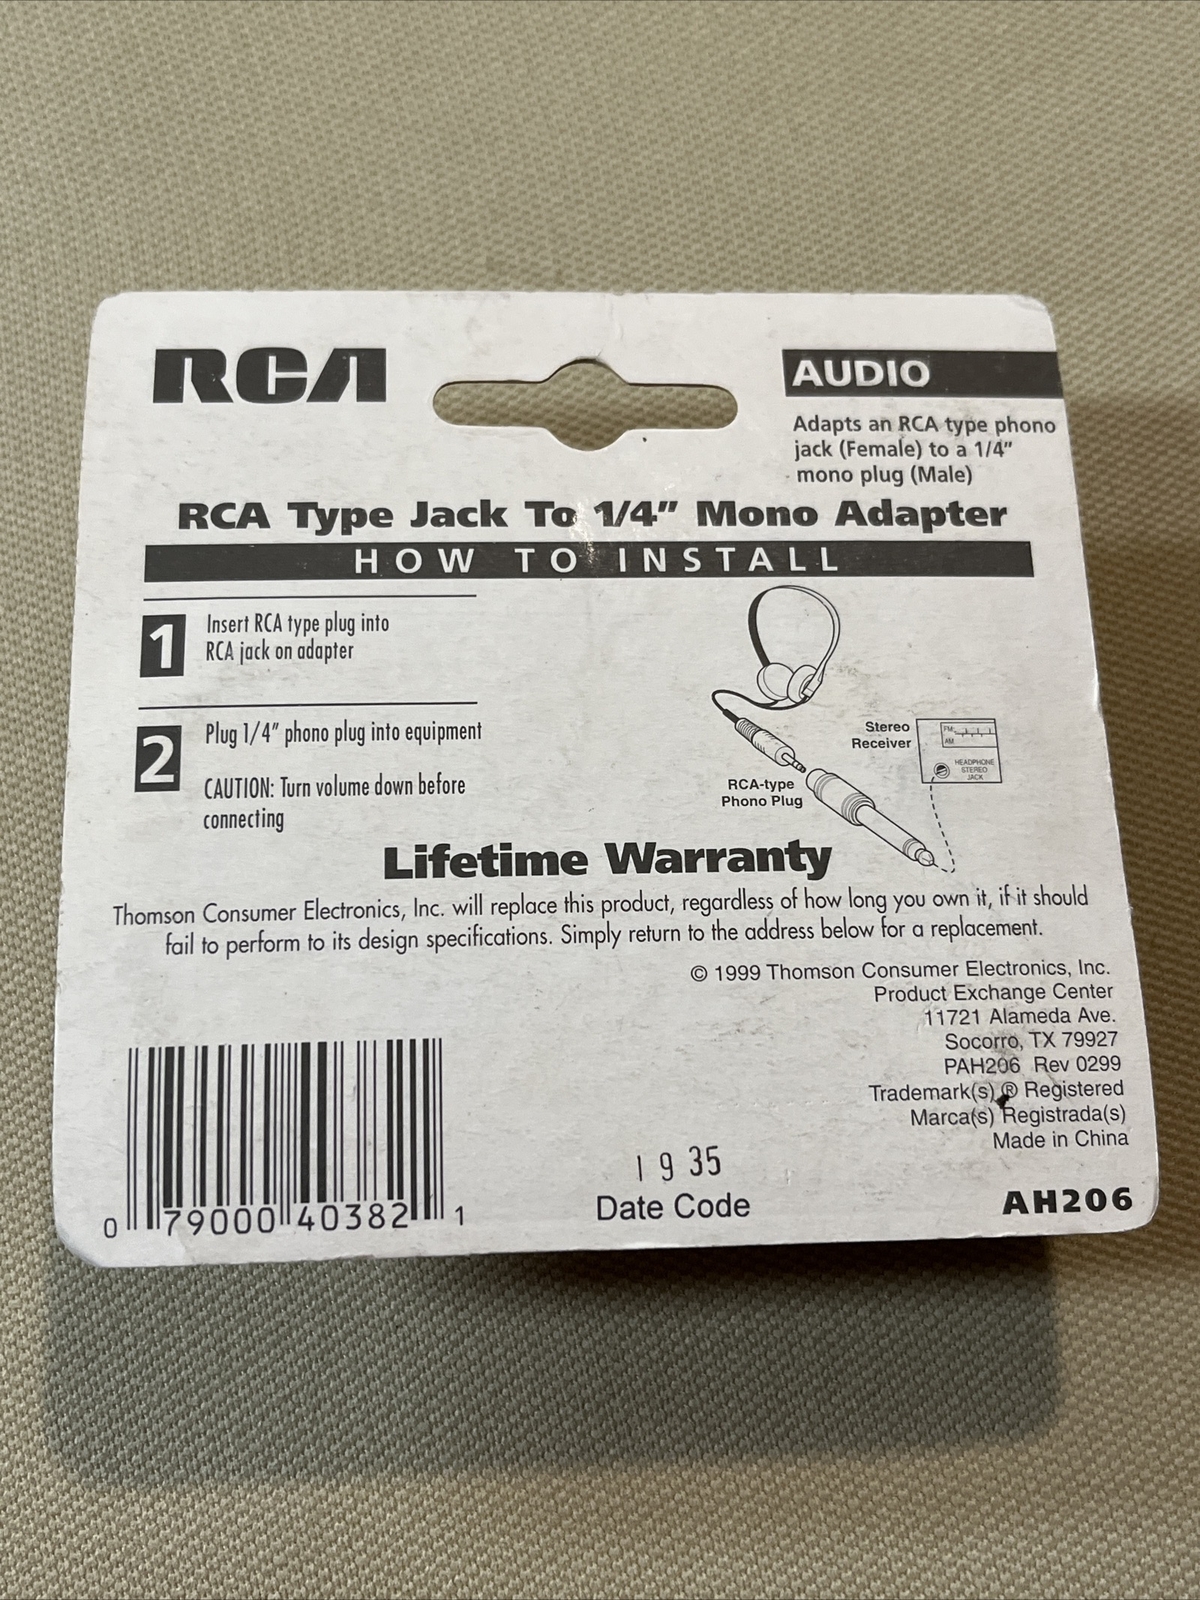 RCA
AUDIO
Adapts an RCA type phono
jack (Female) to a 1/4"
mono plug (Male)
RCA Type Jack To 1/4" Mono Adapter
HOW TO INSTALL
1
Insert RCA type plug into
RCA jack on adapter
2
Plug 1/4" phono plug into equipment
CAUTION: Turn volume down before
connecting
Stereo
Receiver
FM
AM
HEADPHONE
STEREO
JACK
RCA-type
Phono Plug
Lifetime Warranty
Thomson Consumer Electronics, Inc. will replace this product, regardless of how long you own it, if it should
fail to perform to its design specifications. Simply return to the address below for a replacement.
© 1999 Thomson Consumer Electronics, Inc.
Product Exchange Center
11721 Alameda Ave.
Socorro, TX 79927
PAH206 Rev 0299
Trademark(s) ® Registered
Marca(s) Registrada(s)
Made in China
0 79000 40382 1
1 9 35
Date Code
AH206